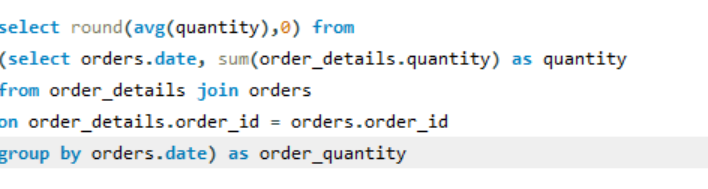 select round(avg(quantity),0) from
(select orders.date, sum(order_details.quantity) as quantity
from order_details join orders
on order_details.order_id = orders.order_id
group by orders.date) as order_quantity